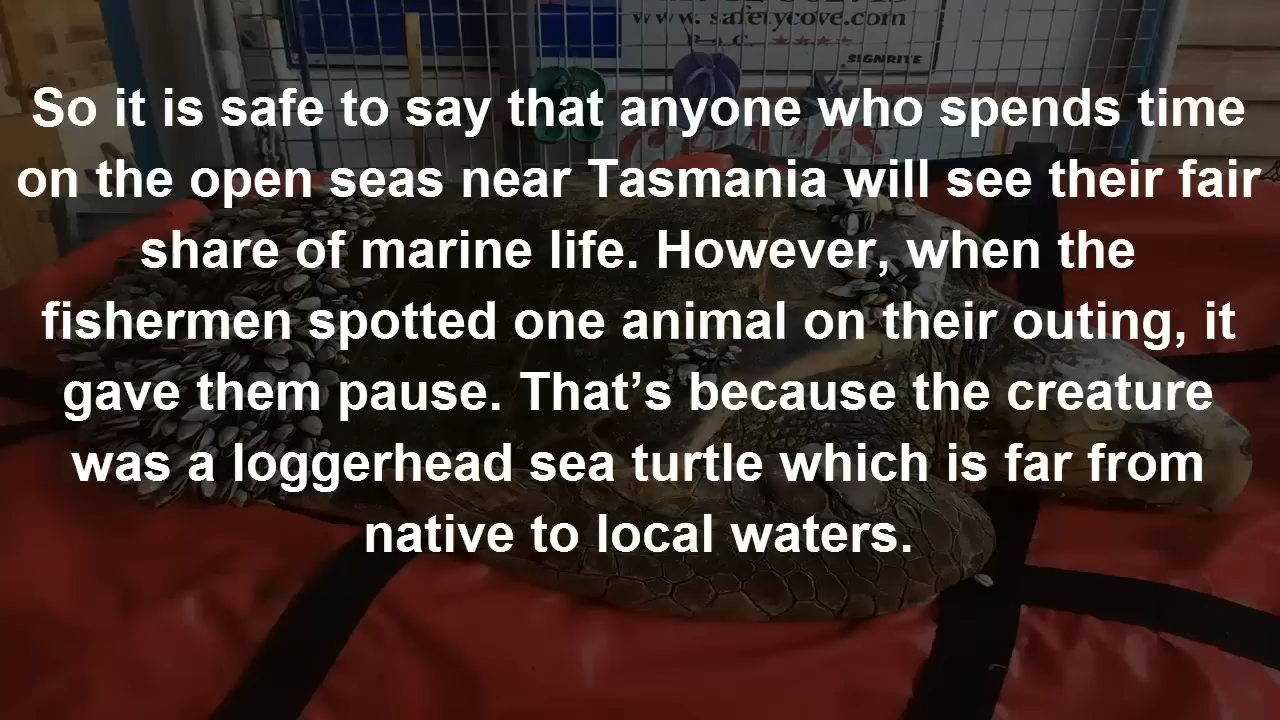 www.safetycove.com
SIGNRITE
So it is safe to say that anyone who spends time
on the open seas near Tasmania will see their fair
share of marine life. However, when the
fishermen spotted one animal on their outing, it
gave them pause. That’s because the creature
was a loggerhead sea turtle which is far from
native to local waters.